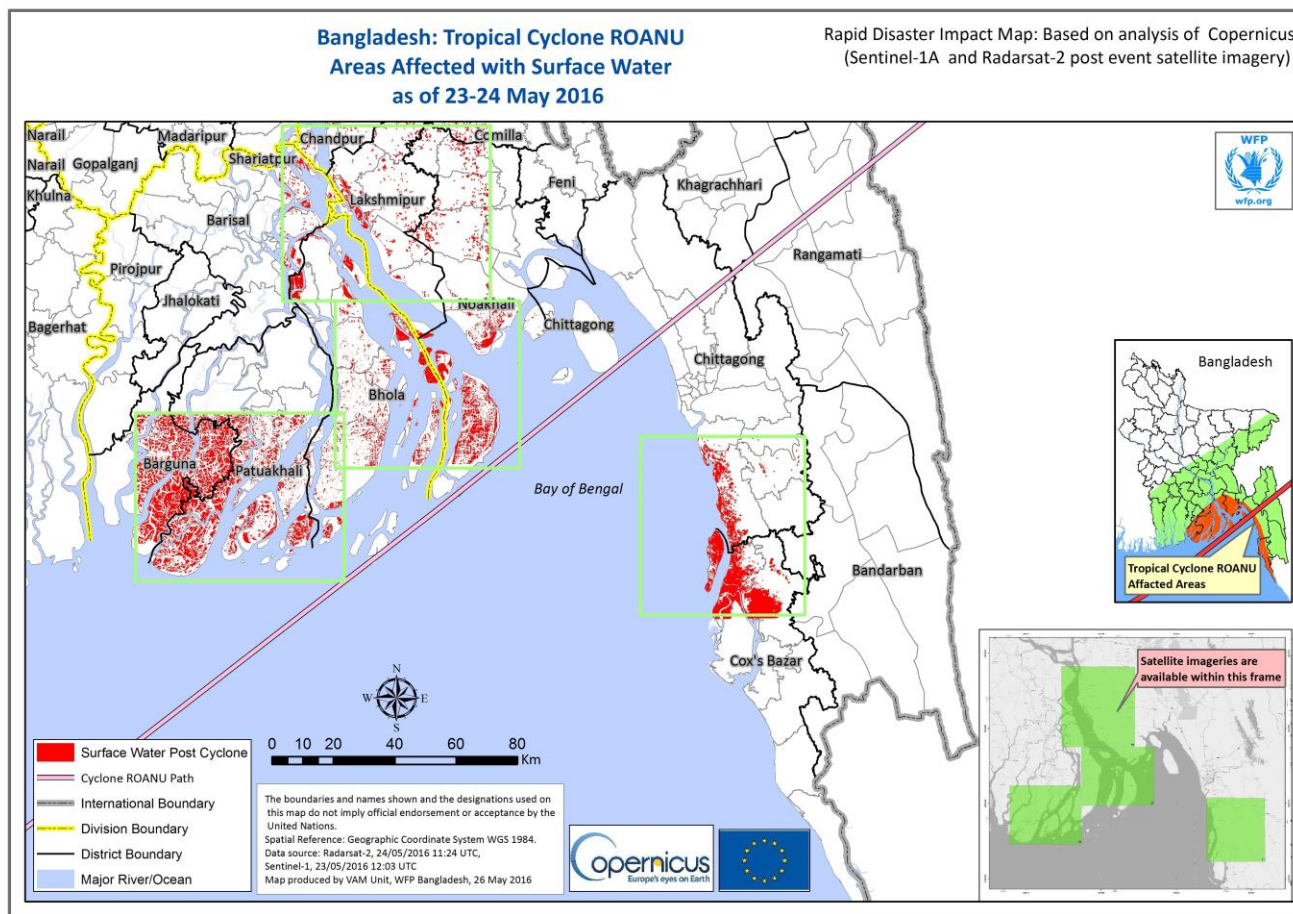 Bangladesh: Tropical Cyclone ROANU
Areas Affected with Surface Water
as of 23-24 May 2016
Rapid Disaster Impact Map: Based on analysis of Copernicus
(Sentinel-1A and Radarsat-2 post event satellite imagery)
Narail
Madaripur
Chandpur
Comilla
Narail
Gopalganj
Shariatpur
Feni
Khagrachhari
Khulna
Lakshmipur
Barisal
Rangamati
Pirojpur
Jhalokati
Noakhali
Bagerhat
Chittagong
Chittagong
Bhola
Barguna
Patuakhali
Bay of Bengal
Bandarban
Cox's Bazar
WFP
wfp.org
Bangladesh
Tropical Cyclone ROANU
Affacted Areas
Satellite imageries are
available within this frame
N
W
E
S
0 10 20 40 60 80
Km
Surface Water Post Cyclone
Cyclone ROANU Path
International Boundary
Division Boundary
District Boundary
Major River/Ocean
The boundaries and names shown and the designations used on
this map do not imply official endorsement or acceptance by the
United Nations.
Spatial Reference: Geographic Coordinate System WGS 1984.
Data source: Radarsat-2, 24/05/2016 11:24 UTC,
Sentinel-1, 23/05/2016 12:03 UTC
Map produced by VAM Unit, WFP Bangladesh, 26 May 2016
Copernicus
Europe's eyes on Earth